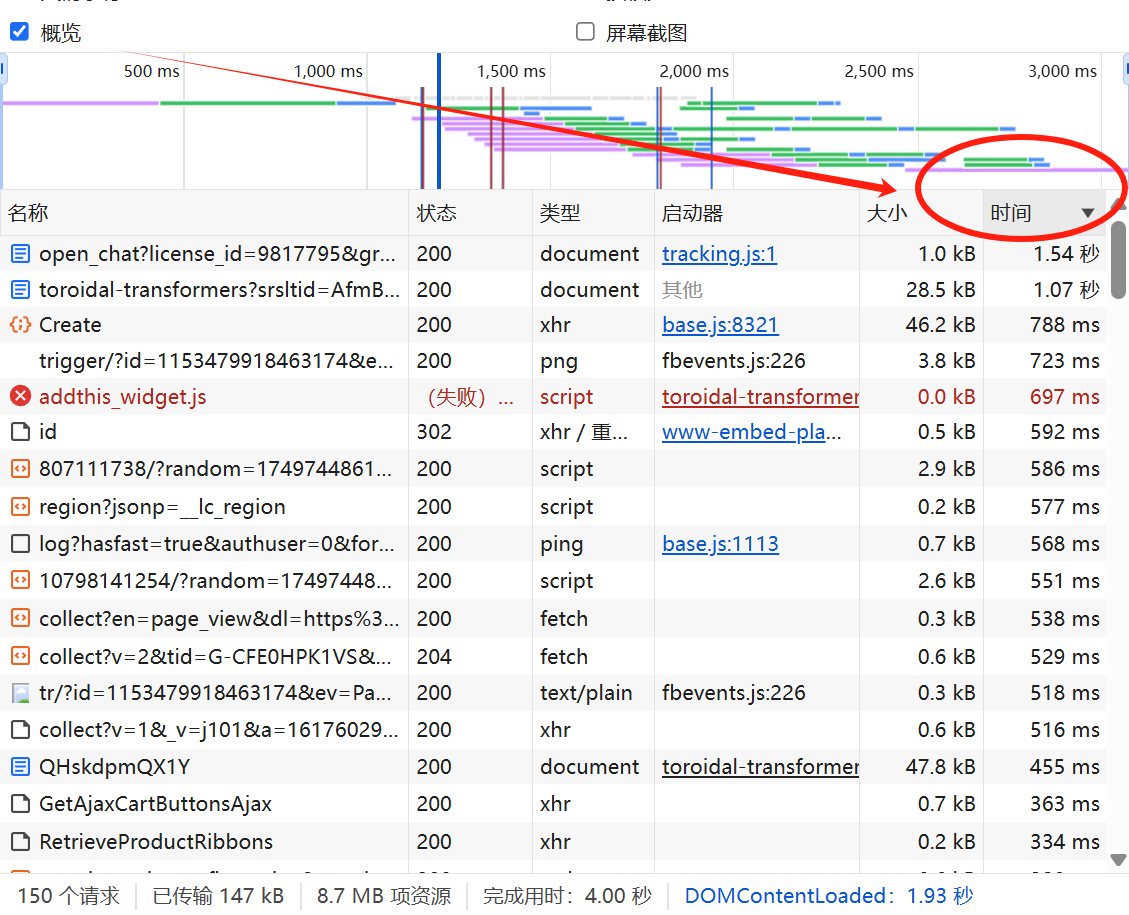 概览 屏幕截图
500 ms 1,000 ms 1,500 ms 2,000 ms 2,500 ms 3,000 ms
名称 状态 类型 启动器 大小 时间
open_chat?license_id=9817795&gr... 200 document tracking.js:1 1.0 kB 1.54 秒
toroidal-transformers?srsltid=AfmB... 200 document 其他 28.5 kB 1.07 秒
Create 200 xhr base.js:8321 46.2 kB 788 ms
trigger/?id=1153479918463174&e... 200 png fbevents.js:226 3.8 kB 723 ms
addthis_widget.js （失败） ... script toroidal-transformer 0.0 kB 697 ms
id 302 xhr / 重... www-embed-pla... 0.5 kB 592 ms
807111738/?random=1749744861... 200 script 2.9 kB 586 ms
region?jsonp=__lc_region 200 script 0.2 kB 577 ms
log?hasfast=true&authuser=0&for... 200 ping base.js:1113 0.7 kB 568 ms
10798141254/?random=17497448... 200 script 2.6 kB 551 ms
collect?en=page_view&dl=https%3... 200 fetch 0.3 kB 538 ms
collect?v=2&tid=G-CFE0HPK1VS&... 204 fetch 0.6 kB 529 ms
tr/?id=1153479918463174&ev=Pa... 200 text/plain fbevents.js:226 0.3 kB 518 ms
collect?v=1&_v=j101&a=16176029... 200 xhr 0.6 kB 516 ms
QHskdpmQX1Y 200 document toroidal-transformer 47.8 kB 455 ms
GetAjaxCartButtonsAjax 200 xhr 0.7 kB 363 ms
RetrieveProductRibbons 200 xhr 0.2 kB 334 ms
150 个请求 已传输 147 kB 8.7 MB 项资源 完成用时：4.00 秒 DOMContentLoaded：1.93 秒